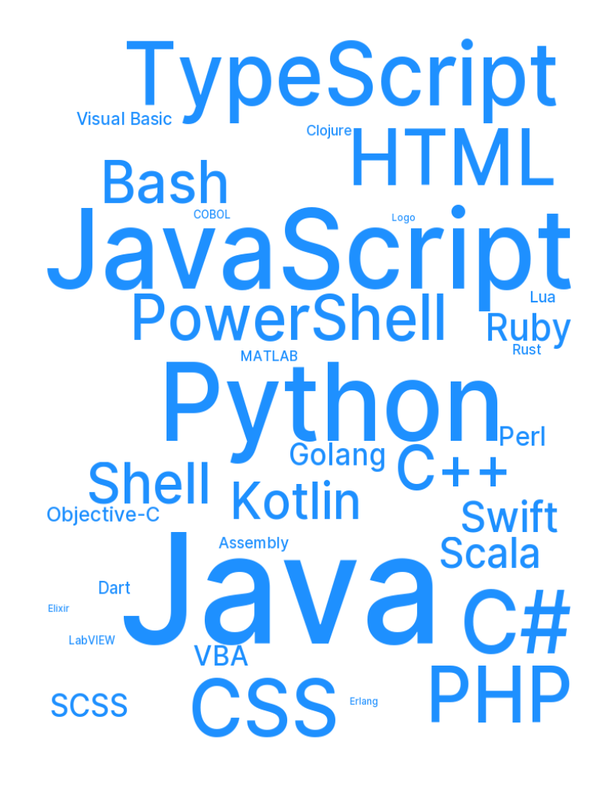 TypeScript
Visual Basic
Clojure
HTML
Bash
COBOL
Logo
JavaScript
Lua
PowerShell
Ruby
Rust
MATLAB
Python
Perl
Golang
C++
Shell
Kotlin
Objective-C
Swift
Assembly
Scala
Java
Dart
Elixir
C#
LabVIEW
VBA
PHP
SCSS
CSS
Erlang